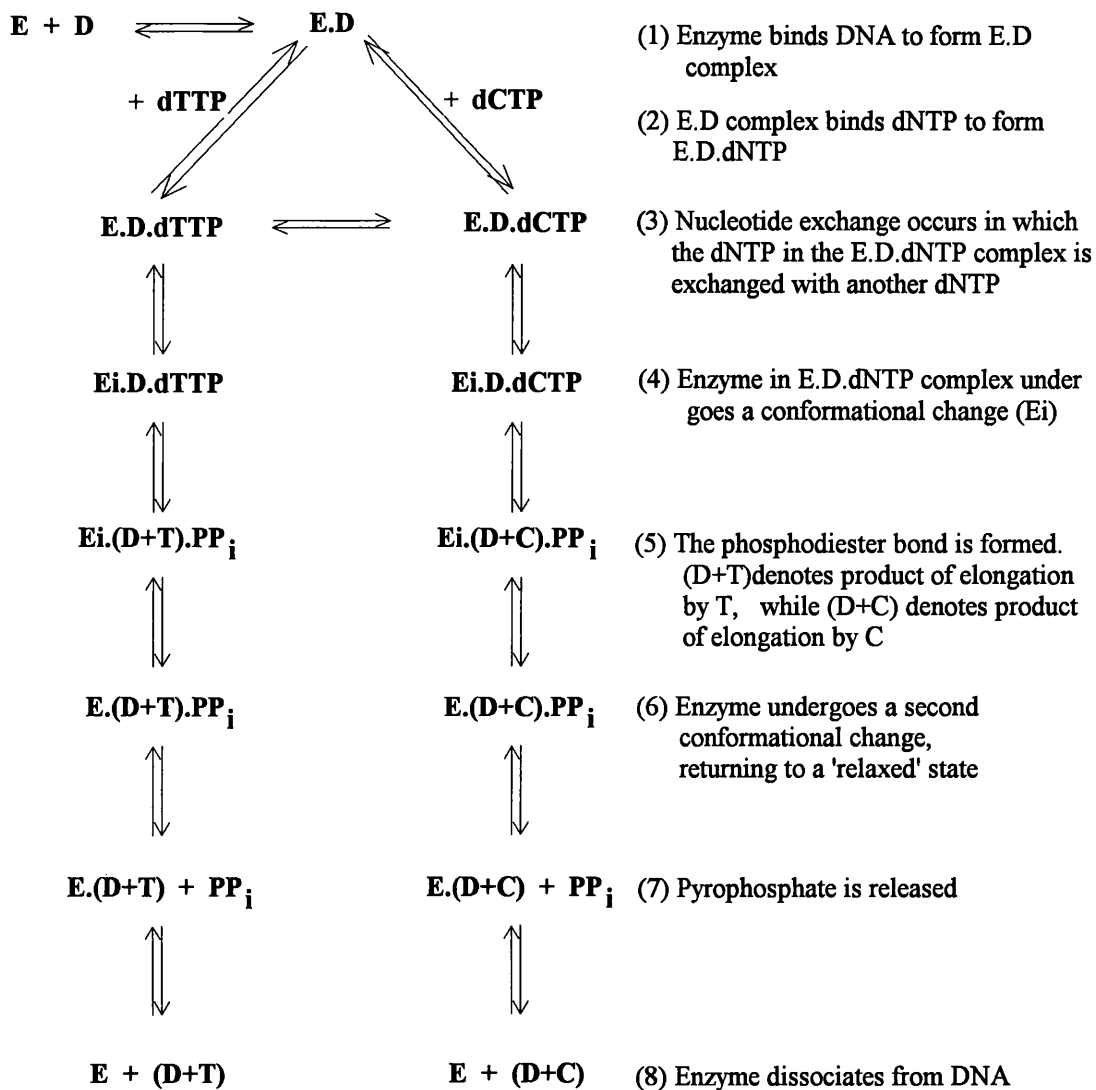 E + D E.D (1) Enzyme binds DNA to form E.D
complex
+ dTTP + dCTP
(2) E.D complex binds dNTP to form
E.D.dNTP
E.D.dTTP E.D.dCTP (3) Nucleotide exchange occurs in which
the dNTP in the E.D.dNTP complex is
exchanged with another dNTP
Ei.D.dTTP Ei.D.dCTP (4) Enzyme in E.D.dNTP complex under
goes a conformational change (Ei)
Ei.(D+T).PPi Ei.(D+C).PPi (5) The phosphodiester bond is formed.
(D+T)denotes product of elongation
by T, while (D+C) denotes product
of elongation by C
E.(D+T).PPi E.(D+C).PPi (6) Enzyme undergoes a second
conformational change,
returning to a 'relaxed' state
E.(D+T) + PPi E.(D+C) + PPi (7) Pyrophosphate is released
E + (D+T) E + (D+C) (8) Enzyme dissociates from DNA